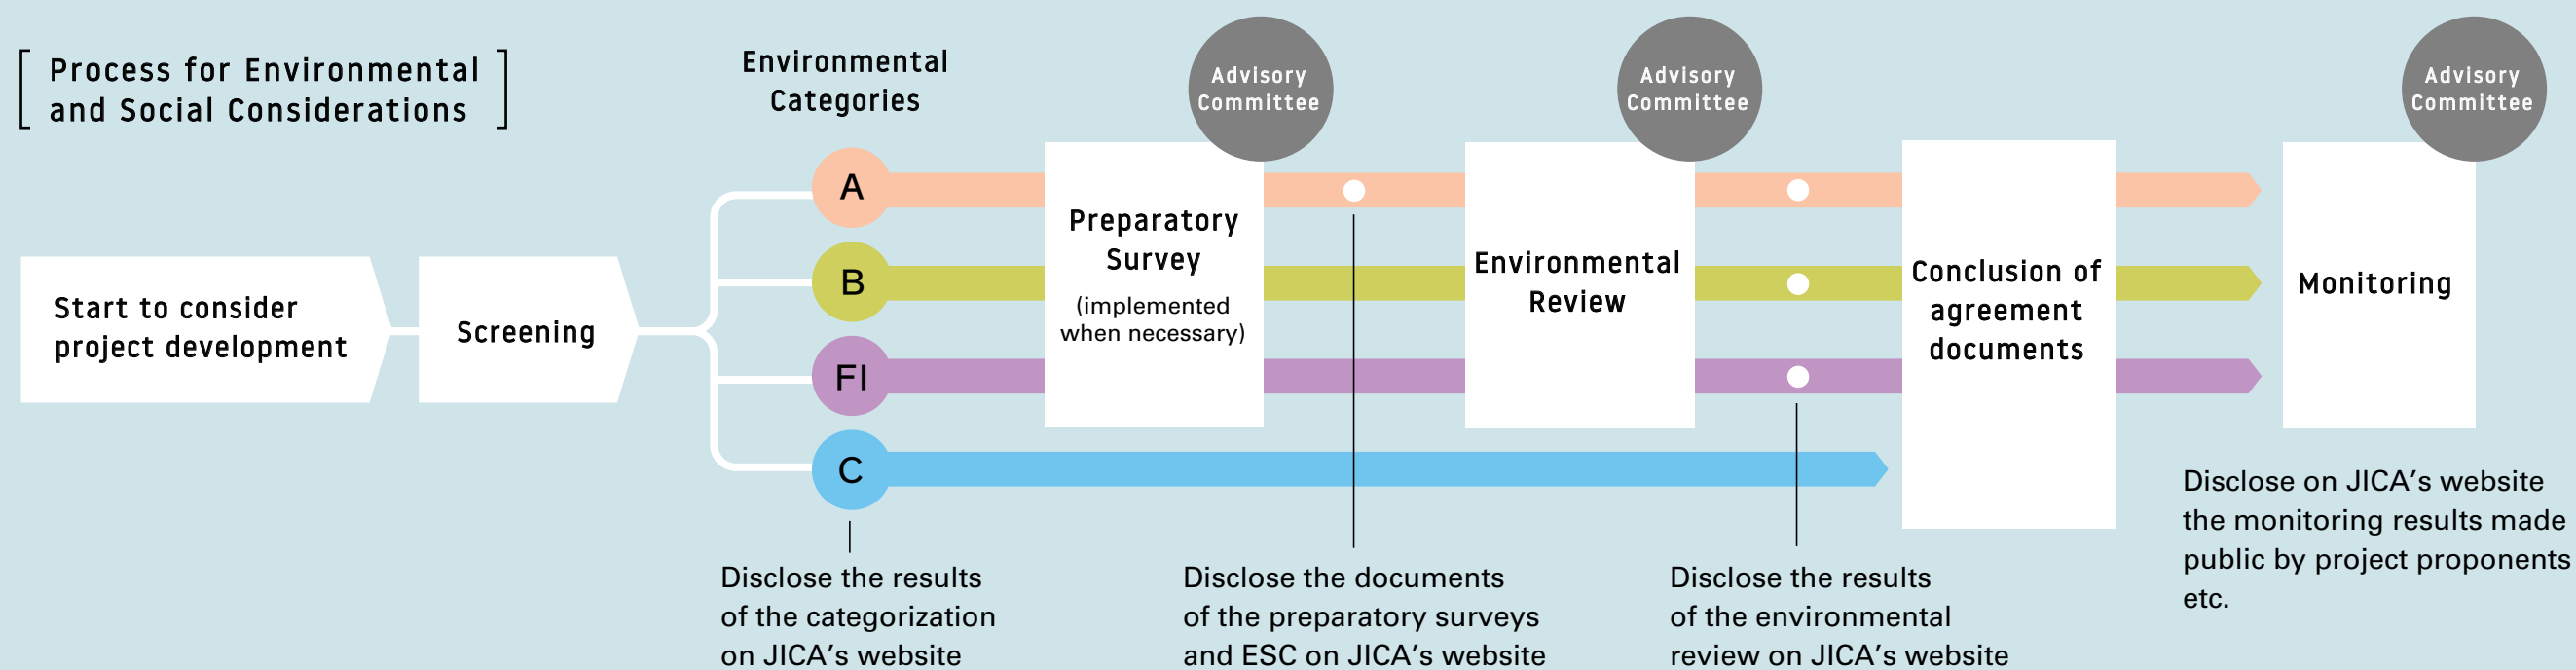 Process for Environmental
and Social Considerations
Environmental
Categories
Advisory
Committee
Advisory
Committee
Advisory
Committee
Start to consider
project development
Screening
A
B
FI
C
Preparatory
Survey
(implemented
when necessary)
Environmental
Review
Conclusion of
agreement
documents
Monitoring
Disclose the results
of the categorization
on JICA’s website
Disclose the documents
of the preparatory surveys
and ESC on JICA’s website
Disclose the results
of the environmental
review on JICA’s website
Disclose on JICA’s website
the monitoring results made
public by project proponents
etc.